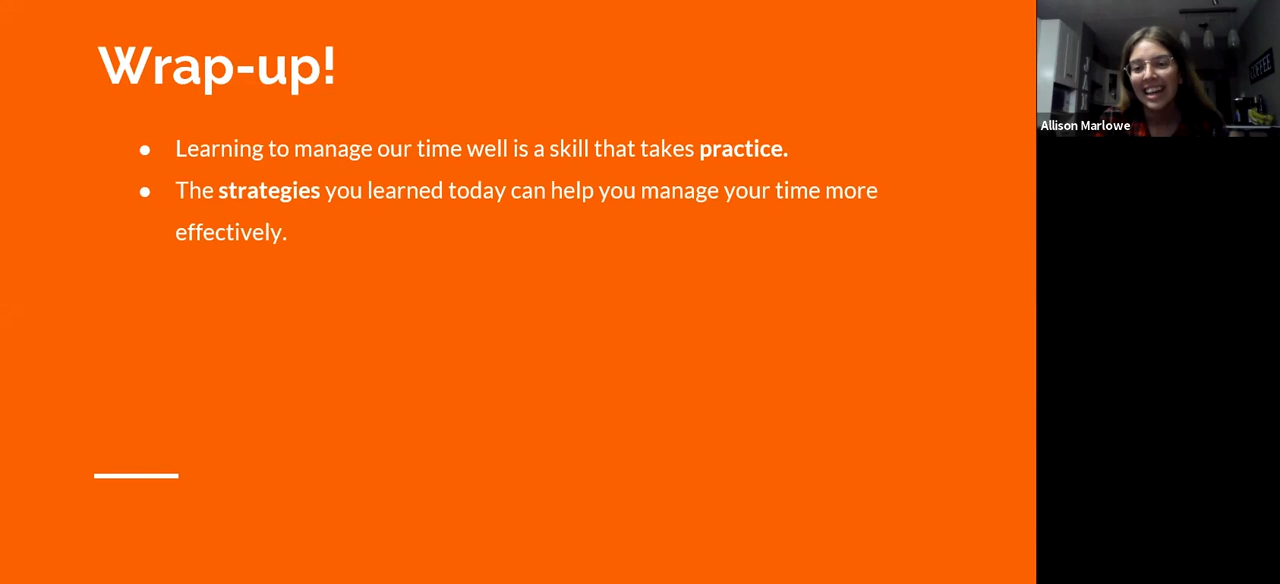 Wrap-up!
● Learning to manage our time well is a skill that takes practice.
● The strategies you learned today can help you manage your time more
effectively.
COFFEE
Allison Marlowe